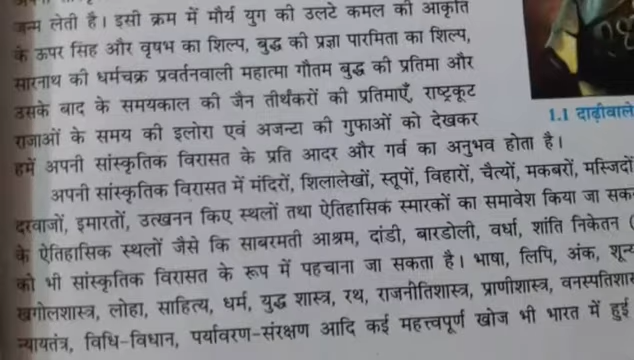 जन्म लेती है। इसी क्रम में मौर्य युग की उलटे कमल की आकृति
के ऊपर सिंह और वृषभ का शिल्प, बुद्ध की प्रज्ञा पारमिता का शिल्प,
सारनाथ की धर्मचक्र प्रवर्तनवाली महात्मा गौतम बुद्ध की प्रतिमा और
उसके बाद के समयकाल की जैन तीर्थंकरों की प्रतिमाएँ, राष्ट्रकूट
राजाओं के समय की इलोरा एवं अजन्टा की गुफाओं को देखकर
हमें अपनी सांस्कृतिक विरासत के प्रति आदर और गर्व का अनुभव होता है।
1.1 दाढ़ीवाले
अपनी सांस्कृतिक विरासत में मंदिरों, शिलालेखों, स्तूपों, विहारों, चैत्यों, मकबरों, मस्जिदों
दरवाजों, इमारतों, उत्खनन किए स्थलों तथा ऐतिहासिक स्मारकों का समावेश किया जा सक
के ऐतिहासिक स्थलों जैसे कि साबरमती आश्रम, दांडी, बारडोली, वर्धा, शांति निकेतन (
को भी सांस्कृतिक विरासत के रूप में पहचाना जा सकता है। भाषा, लिपि, अंक, शून्य
खगोलशास्त्र, लोहा, साहित्य, धर्म, युद्ध शास्त्र, रथ, राजनीतिशास्त्र, प्राणीशास्त्र, वनस्पतिशास
न्यायतंत्र, विधि-विधान, पर्यावरण-संरक्षण आदि कई महत्त्वपूर्ण खोज भी भारत में हुई